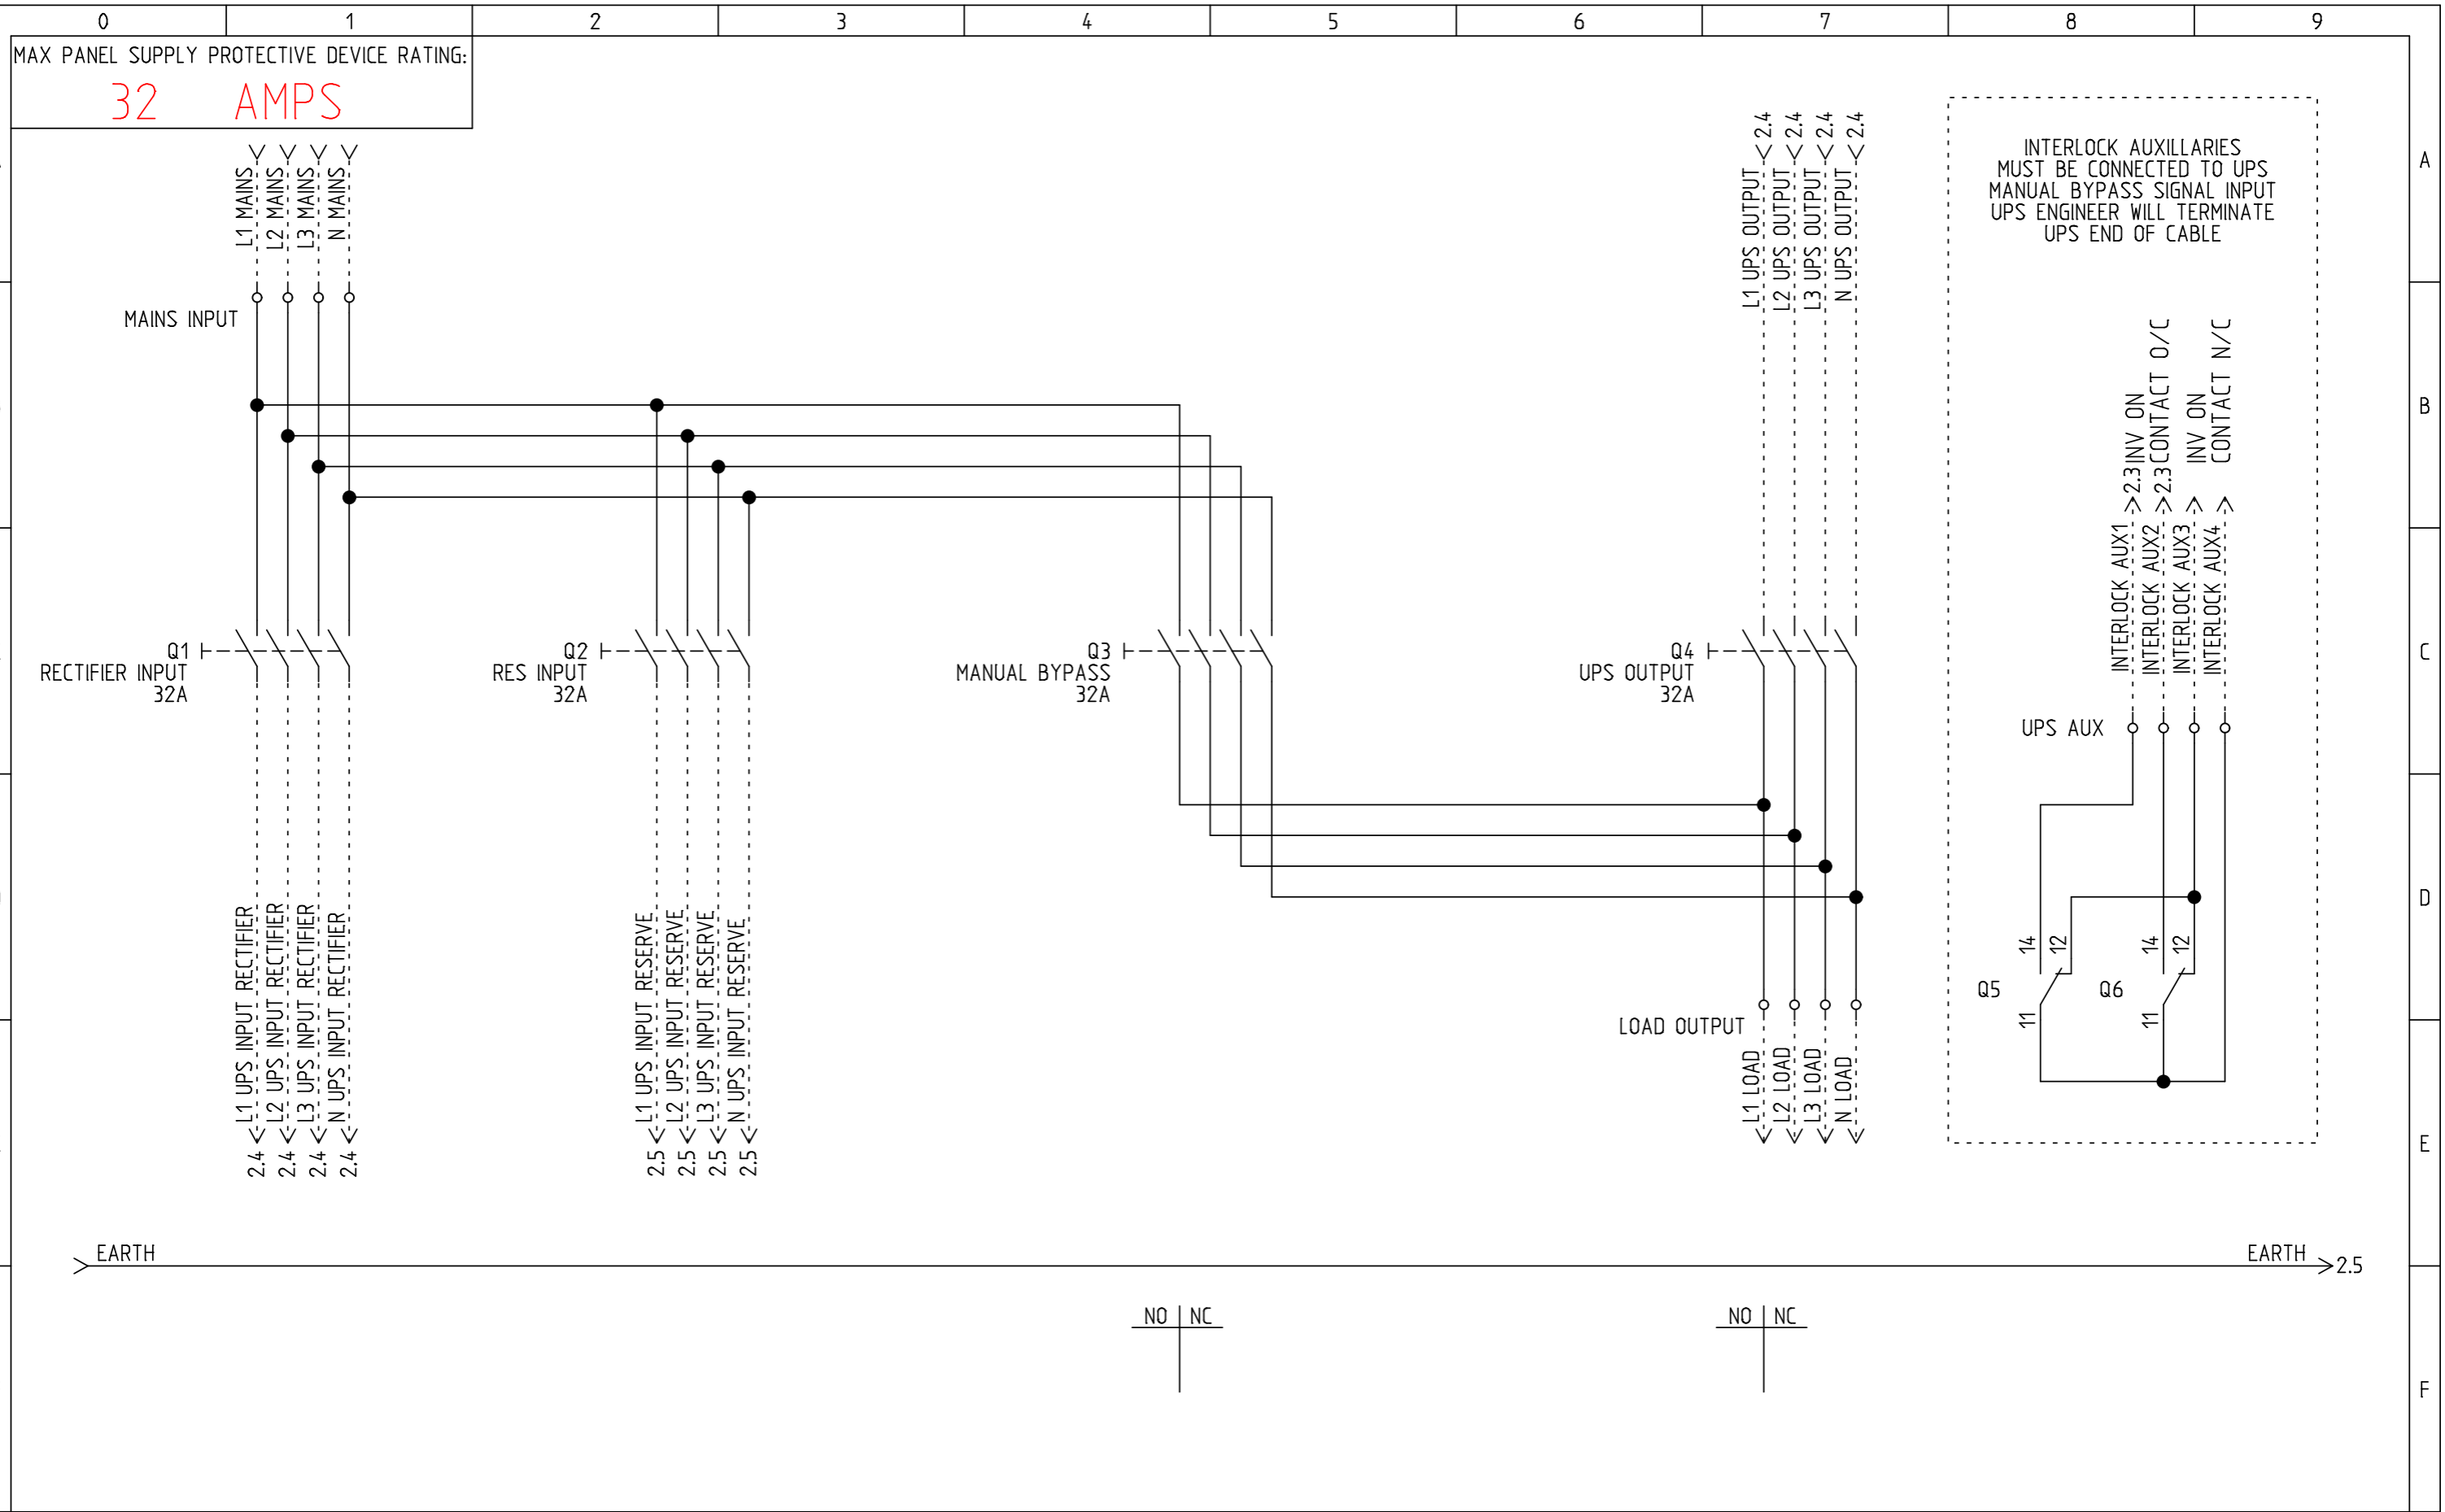 0 1 2 3 4 5 6 7 8 9
MAX PANEL SUPPLY PROTECTIVE DEVICE RATING:
32 AMPS
L1 MAINS
L2 MAINS
L3 MAINS
N MAINS
MAINS INPUT
2.4
2.4
2.4
2.4
L1 UPS OUTPUT
L2 UPS OUTPUT
L3 UPS OUTPUT
N UPS OUTPUT
INTERLOCK AUXILLARIES
MUST BE CONNECTED TO UPS
MANUAL BYPASS SIGNAL INPUT
UPS ENGINEER WILL TERMINATE
UPS END OF CABLE
A
B
C
D
E
F
2.3 INV ON
2.3 CONTACT O/C
INV ON
CONTACT N/C
INTERLOCK AUX1
INTERLOCK AUX2
INTERLOCK AUX3
INTERLOCK AUX4
UPS AUX
Q1
RECTIFIER INPUT
32A
Q2
RES INPUT
32A
Q3
MANUAL BYPASS
32A
Q4
UPS OUTPUT
32A
14
12
Q5
11
14
12
Q6
11
L1 UPS INPUT RECTIFIER
L2 UPS INPUT RECTIFIER
L3 UPS INPUT RECTIFIER
N UPS INPUT RECTIFIER
2.4
2.4
2.4
2.4
L1 UPS INPUT RESERVE
L2 UPS INPUT RESERVE
L3 UPS INPUT RESERVE
N UPS INPUT RESERVE
2.5
2.5
2.5
2.5
LOAD OUTPUT
L1 LOAD
L2 LOAD
L3 LOAD
N LOAD
EARTH
EARTH
2.5
NO NC
NO NC